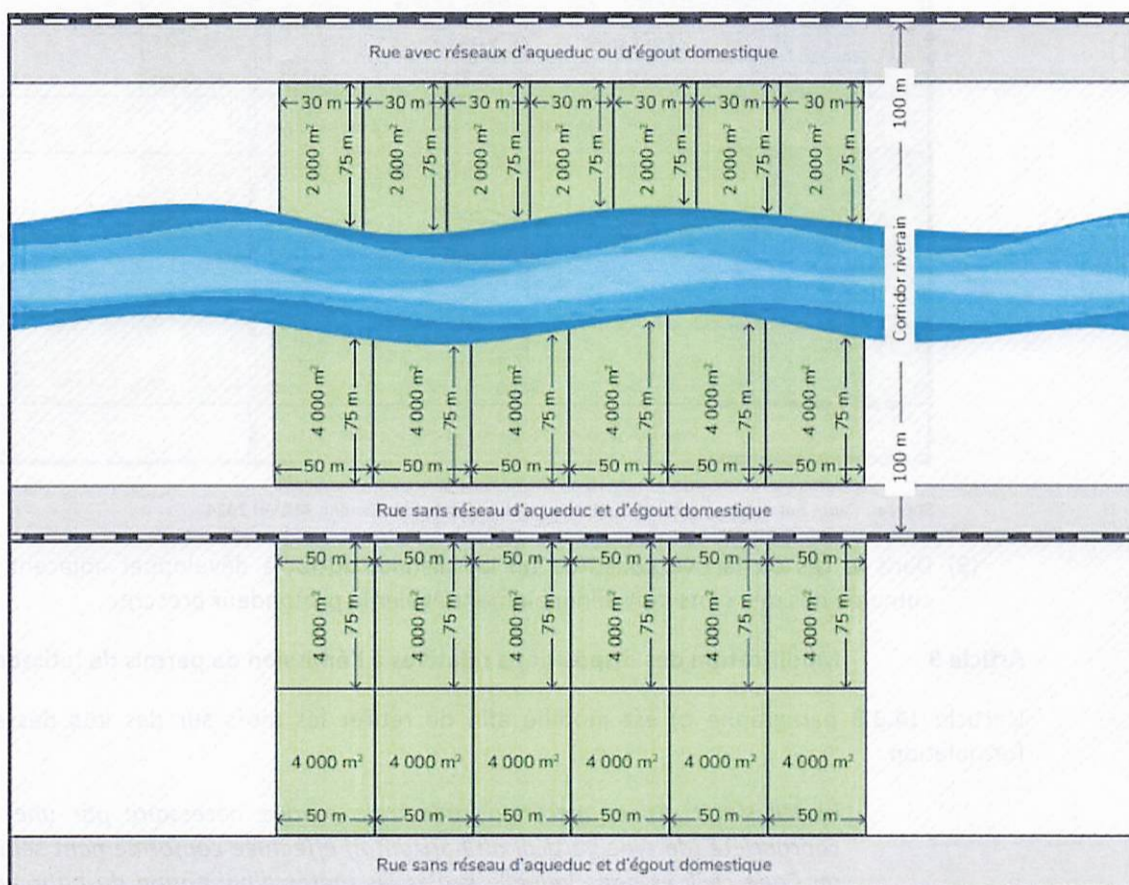 Rue avec réseaux d'aqueduc ou d'égout domestique
100 m
30 m 30 m 30 m 30 m 30 m 30 m 30 m
2 000 m² 75 m 2 000 m² 75 m 2 000 m² 75 m 2 000 m² 75 m 2 000 m² 75 m 2 000 m² 75 m 2 000 m² 75 m
Corridor riverain
4 000 m² 75 m 4 000 m² 75 m 4 000 m² 75 m 4 000 m² 75 m 4 000 m² 75 m 4 000 m² 75 m
50 m 50 m 50 m 50 m 50 m 50 m
100 m
Rue sans réseau d'aqueduc et d'égout domestique
50 m 50 m 50 m 50 m 50 m 50 m
4 000 m² 75 m 4 000 m² 75 m 4 000 m² 75 m 4 000 m² 75 m 4 000 m² 75 m 4 000 m² 75 m
4 000 m² 4 000 m² 4 000 m² 4 000 m² 4 000 m² 4 000 m²
50 m 50 m 50 m 50 m 50 m 50 m
Rue sans réseau d'aqueduc et d'égout domestique